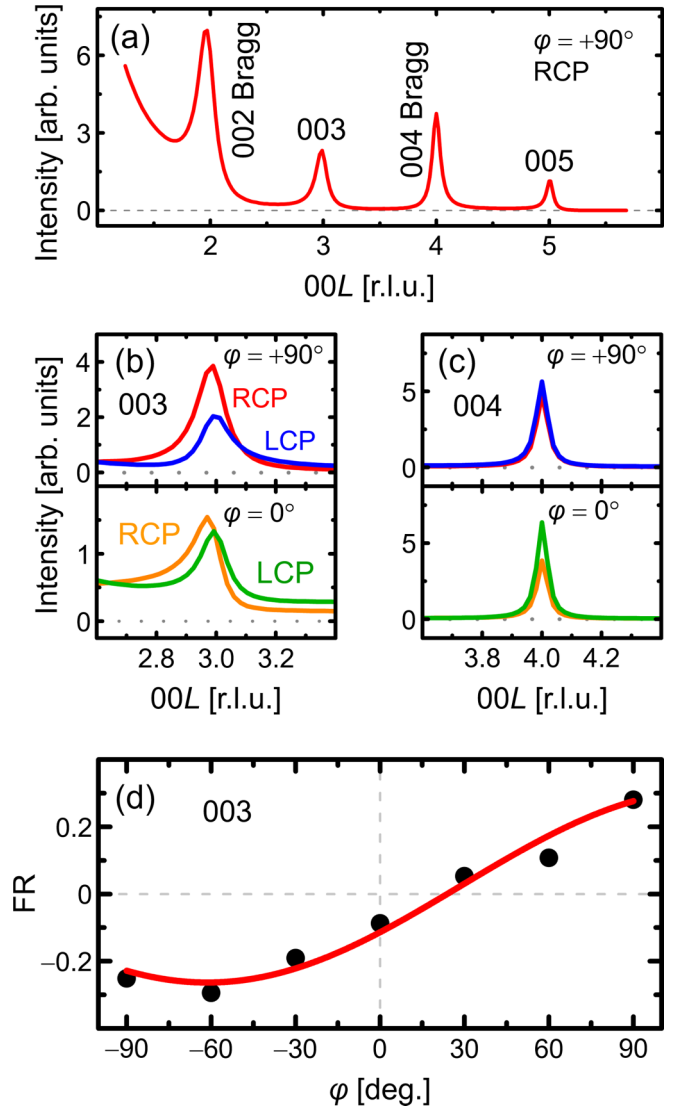 (a)
φ = +90°
RCP
002 Bragg
003
004 Bragg
005
Intensity [arb. units]
6
3
0
2 3 4 5
00L [r.l.u.]
(b)
φ = +90°
003
RCP
LCP
4
2
0
Intensity [arb. units]
φ = 0°
RCP
LCP
1
0
2.8 3.0 3.2
00L [r.l.u.]
(c)
φ = +90°
004
5
0
φ = 0°
5
0
3.8 4.0 4.2
00L [r.l.u.]
(d)
003
FR
0.2
0
−0.2
−90 −60 −30 0 30 60 90
φ [deg.]